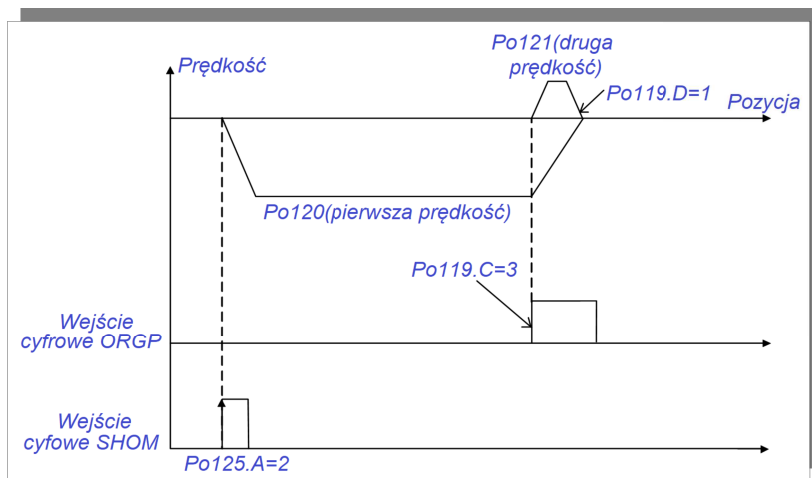 Po121(druga
prędkość)
Prędkość
Po119.D=1
Pozycja
Po120(pierwsza prędkość)
Po119.C=3
Wejście
cyfrowe ORGP
Wejście
cyfowe SHOM
Po125.A=2